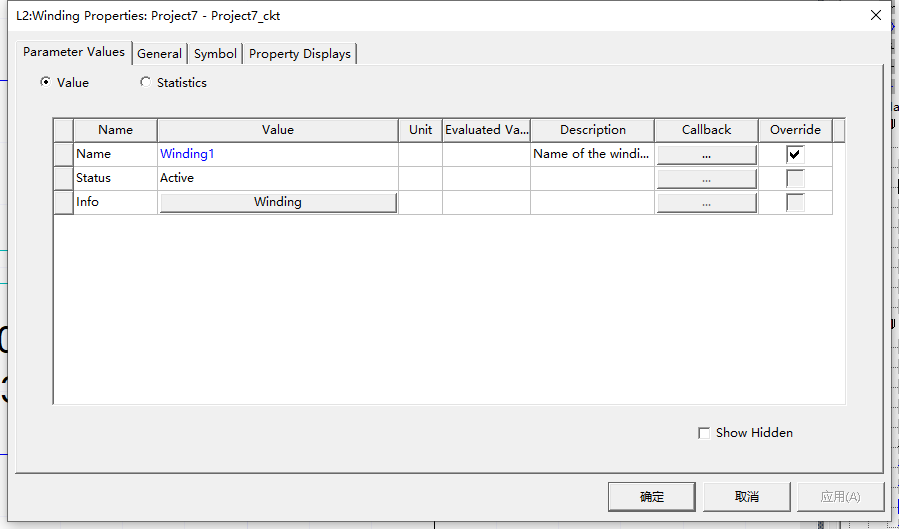 L2:Winding Properties: Project7 - Project7_ckt
Parameter Values General Symbol Property Displays
Value Statistics
Name Value Unit Evaluated Va... Description Callback Override
Name Winding1 Name of the windi... ...
Status Active ...
Info Winding ...
Show Hidden
确定 取消 应用(A)